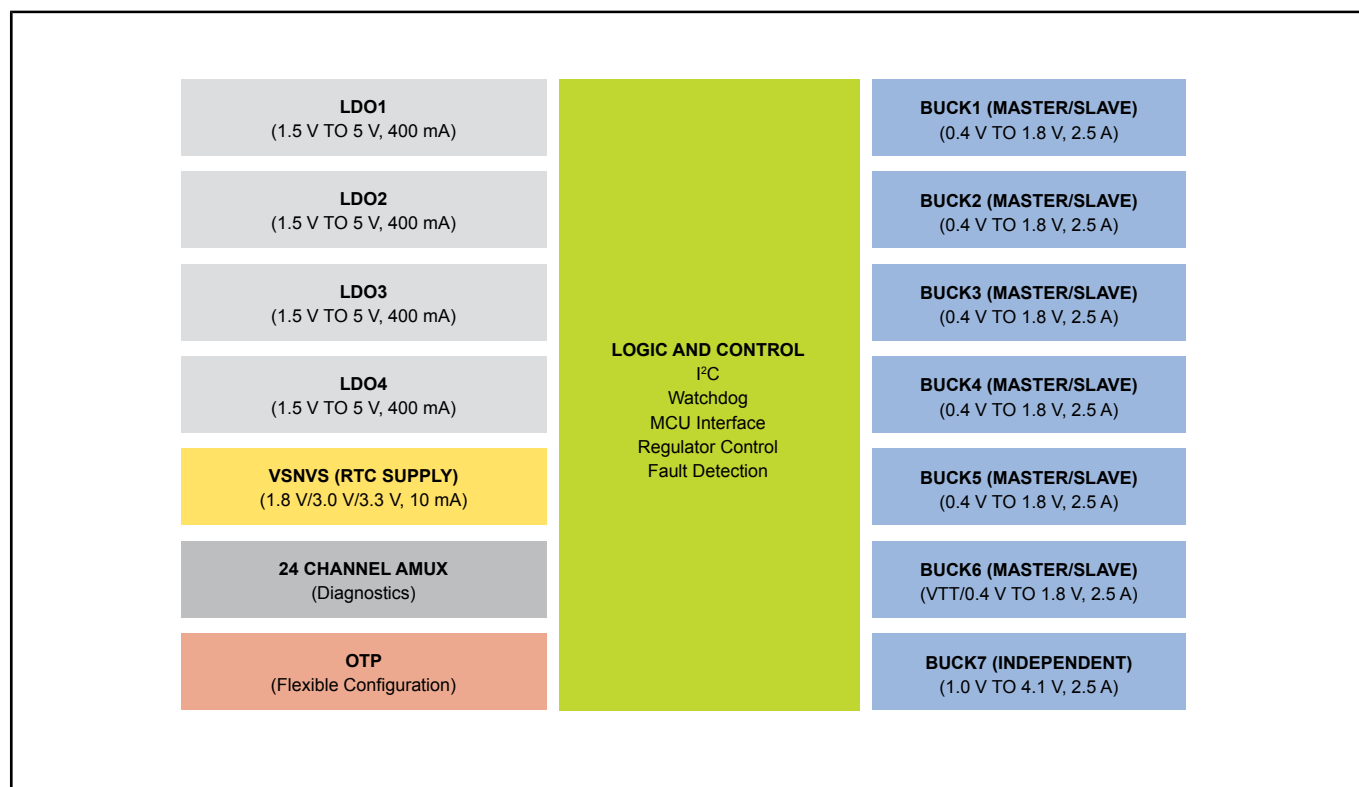 LDO1
(1.5 V TO 5 V, 400 mA)
LDO2
(1.5 V TO 5 V, 400 mA)
LDO3
(1.5 V TO 5 V, 400 mA)
LDO4
(1.5 V TO 5 V, 400 mA)
VSNVS (RTC SUPPLY)
(1.8 V/3.0 V/3.3 V, 10 mA)
24 CHANNEL AMUX
(Diagnostics)
OTP
(Flexible Configuration)
LOGIC AND CONTROL
I²C
Watchdog
MCU Interface
Regulator Control
Fault Detection
BUCK1 (MASTER/SLAVE)
(0.4 V TO 1.8 V, 2.5 A)
BUCK2 (MASTER/SLAVE)
(0.4 V TO 1.8 V, 2.5 A)
BUCK3 (MASTER/SLAVE)
(0.4 V TO 1.8 V, 2.5 A)
BUCK4 (MASTER/SLAVE)
(0.4 V TO 1.8 V, 2.5 A)
BUCK5 (MASTER/SLAVE)
(0.4 V TO 1.8 V, 2.5 A)
BUCK6 (MASTER/SLAVE)
(VTT/0.4 V TO 1.8 V, 2.5 A)
BUCK7 (INDEPENDENT)
(1.0 V TO 4.1 V, 2.5 A)